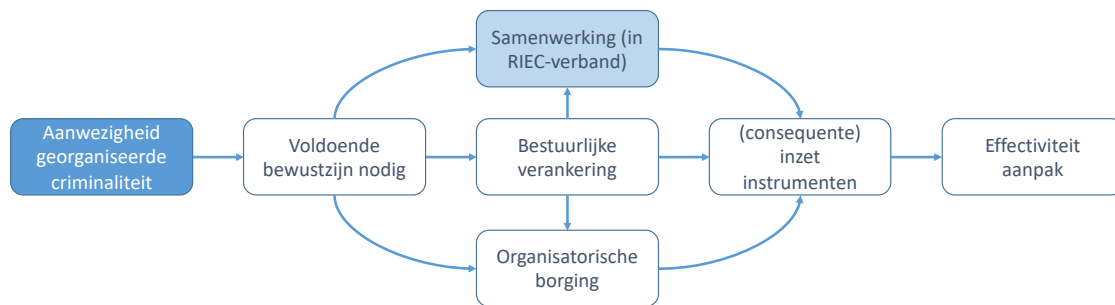 Samenwerking (in
RIEC-verband)
Aanwezigheid
georganiseerde
criminaliteit
Voldoende
bewustzijn nodig
Bestuurlijke
verankering
(consequente)
inzet
instrumenten
Effectiviteit
aanpak
Organisatorische
borging